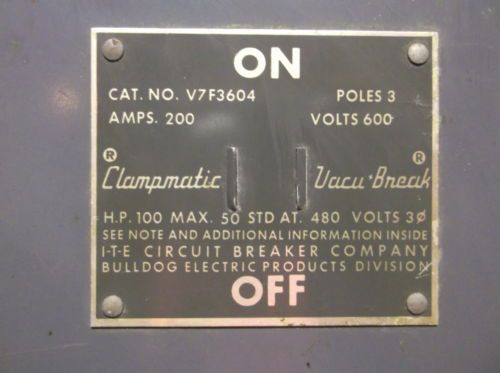 ON
CAT. NO. V7F3604 POLES 3
AMPS. 200 VOLTS 600
® Clampmatic Vacu-Break ®
H.P. 100 MAX. 50 STD AT. 480 VOLTS 3Ø
SEE NOTE AND ADDITIONAL INFORMATION INSIDE
I-T-E CIRCUIT BREAKER COMPANY
BULLDOG ELECTRIC PRODUCTS DIVISION
OFF